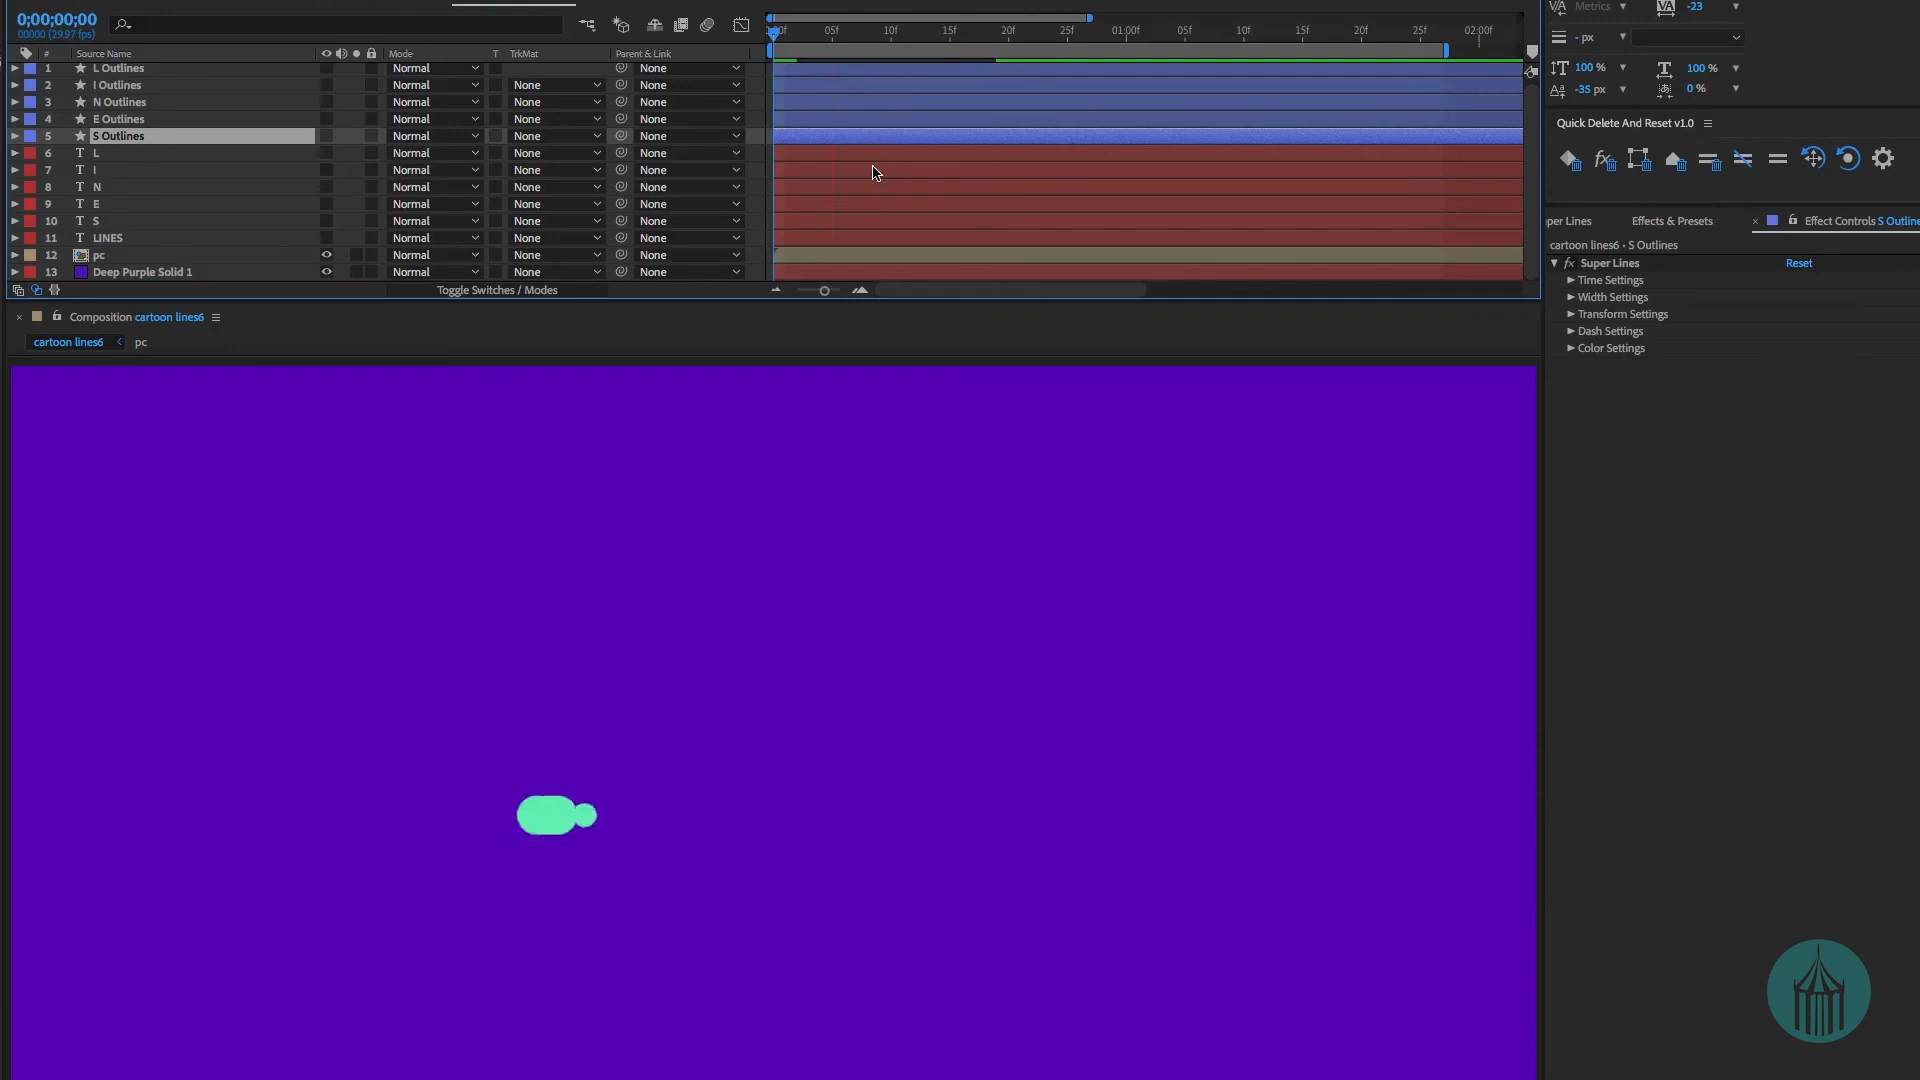 0;00;00;00
00000 (29.97 fps)
# Source Name Mode T TrkMat Parent & Link
1 L Outlines Normal None
2 I Outlines Normal None None
3 N Outlines Normal None None
4 E Outlines Normal None None
5 S Outlines Normal None None
6 T L Normal None None
7 T I Normal None None
8 T N Normal None None
9 T E Normal None None
10 T S Normal None None
11 T LINES Normal None None
12 pc Normal None None
13 Deep Purple Solid 1 Normal None None
Toggle Switches / Modes
:00f 05f 10f 15f 20f 25f 01:00f 05f 10f 15f 20f 25f 02:00f
Composition cartoon lines6
cartoon lines6 pc
Metrics -23
- px
100 % 100 %
-35 px 0 %
Quick Delete And Reset v1.0
per Lines Effects & Presets Effect Controls S Outline
cartoon lines6 • S Outlines
fx Super Lines Reset
Time Settings
Width Settings
Transform Settings
Dash Settings
Color Settings